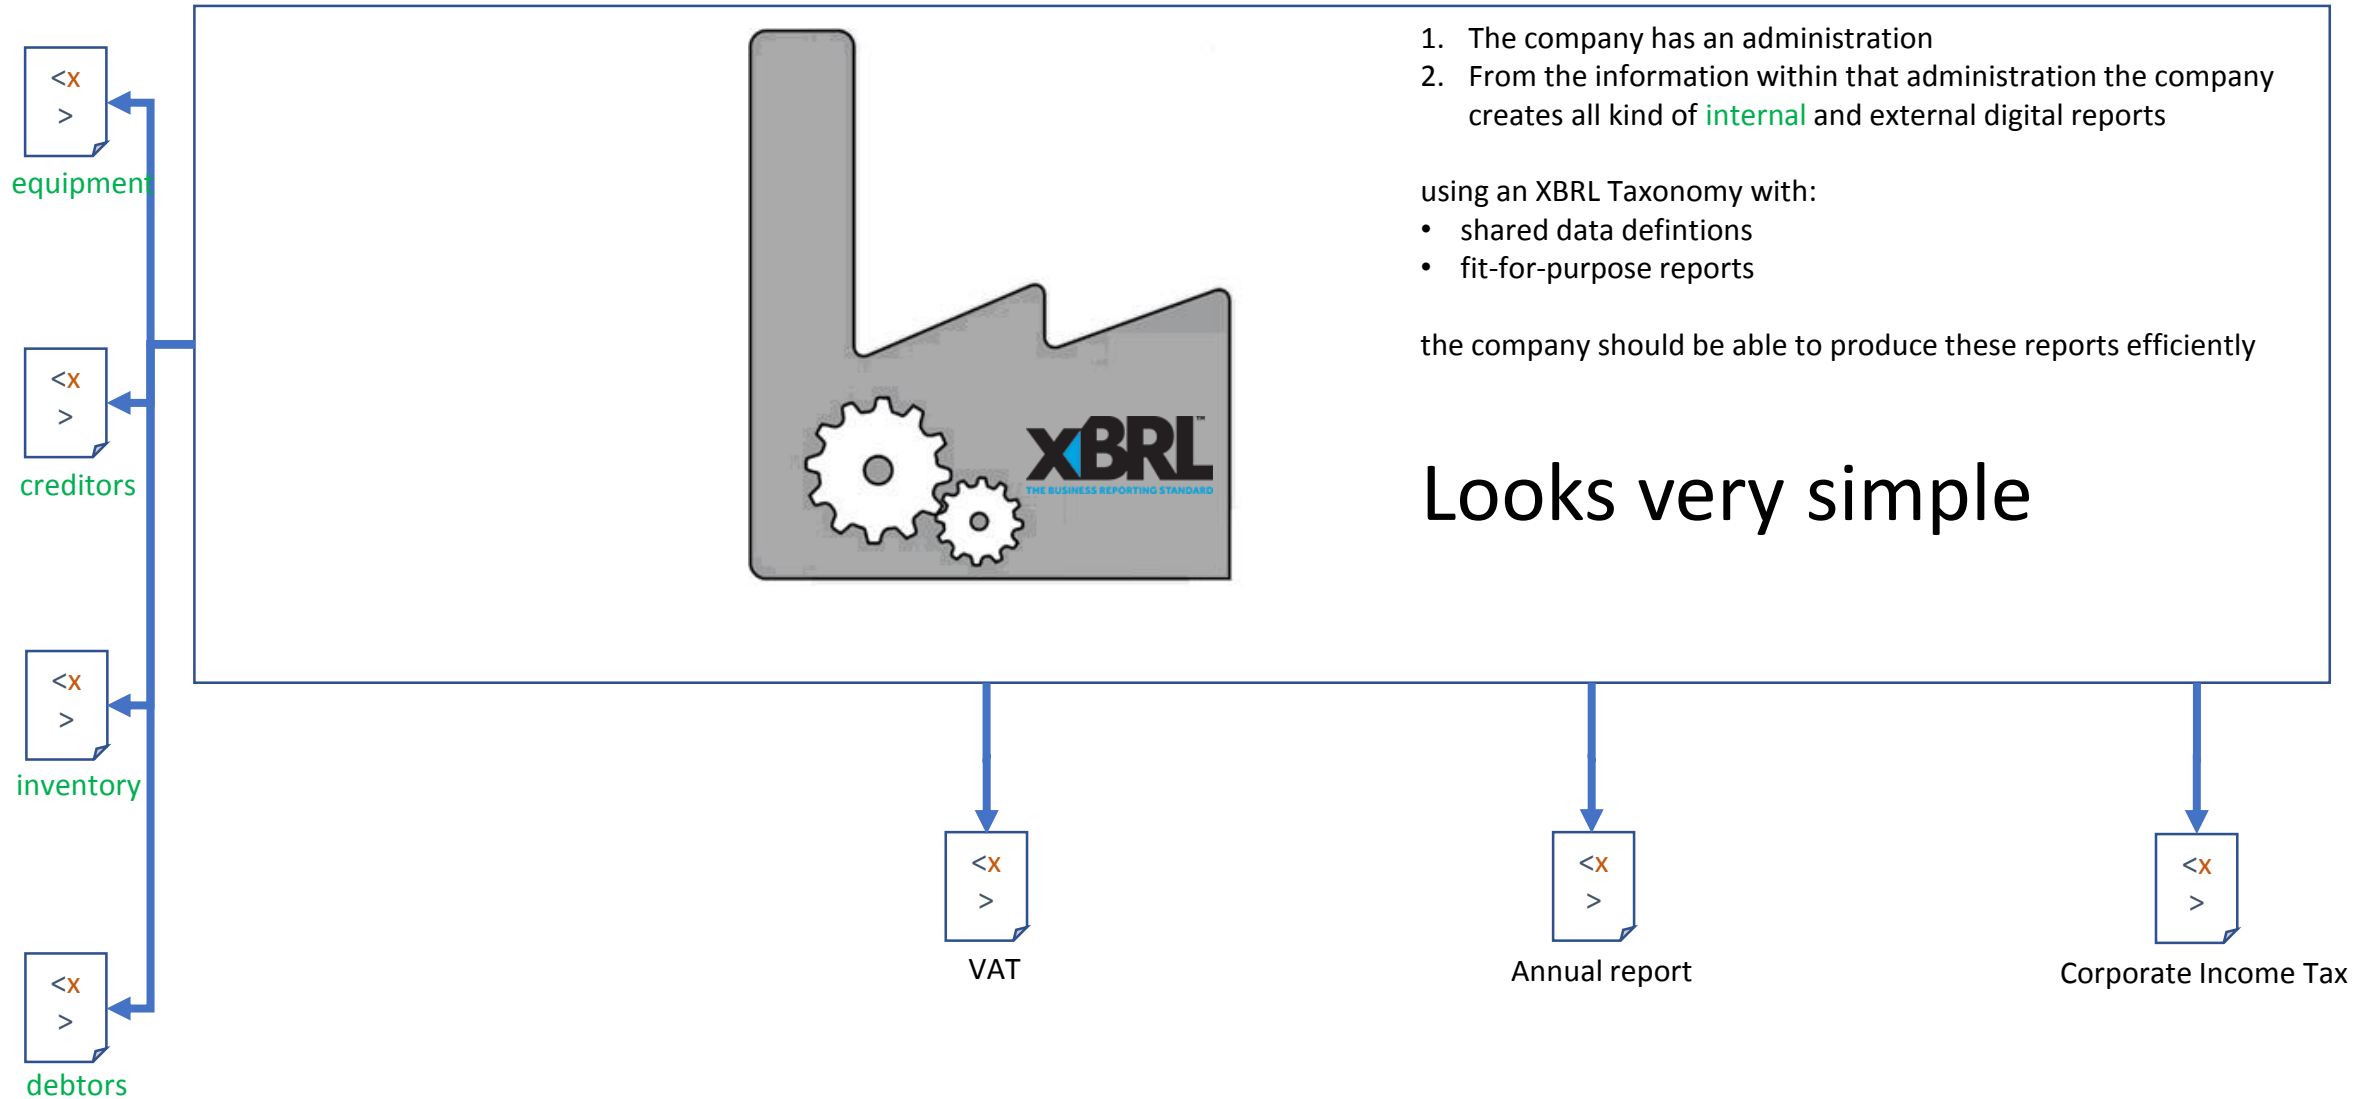 1. The company has an administration
2. From the information within that administration the company
creates all kind of internal and external digital reports
using an XBRL Taxonomy with:
• shared data defintions
• fit-for-purpose reports
the company should be able to produce these reports efficiently
Looks very simple
XBRL™
THE BUSINESS REPORTING STANDARD
<x
>
equipment
<x
>
creditors
<x
>
inventory
<x
>
debtors
<x
>
VAT
<x
>
Annual report
<x
>
Corporate Income Tax